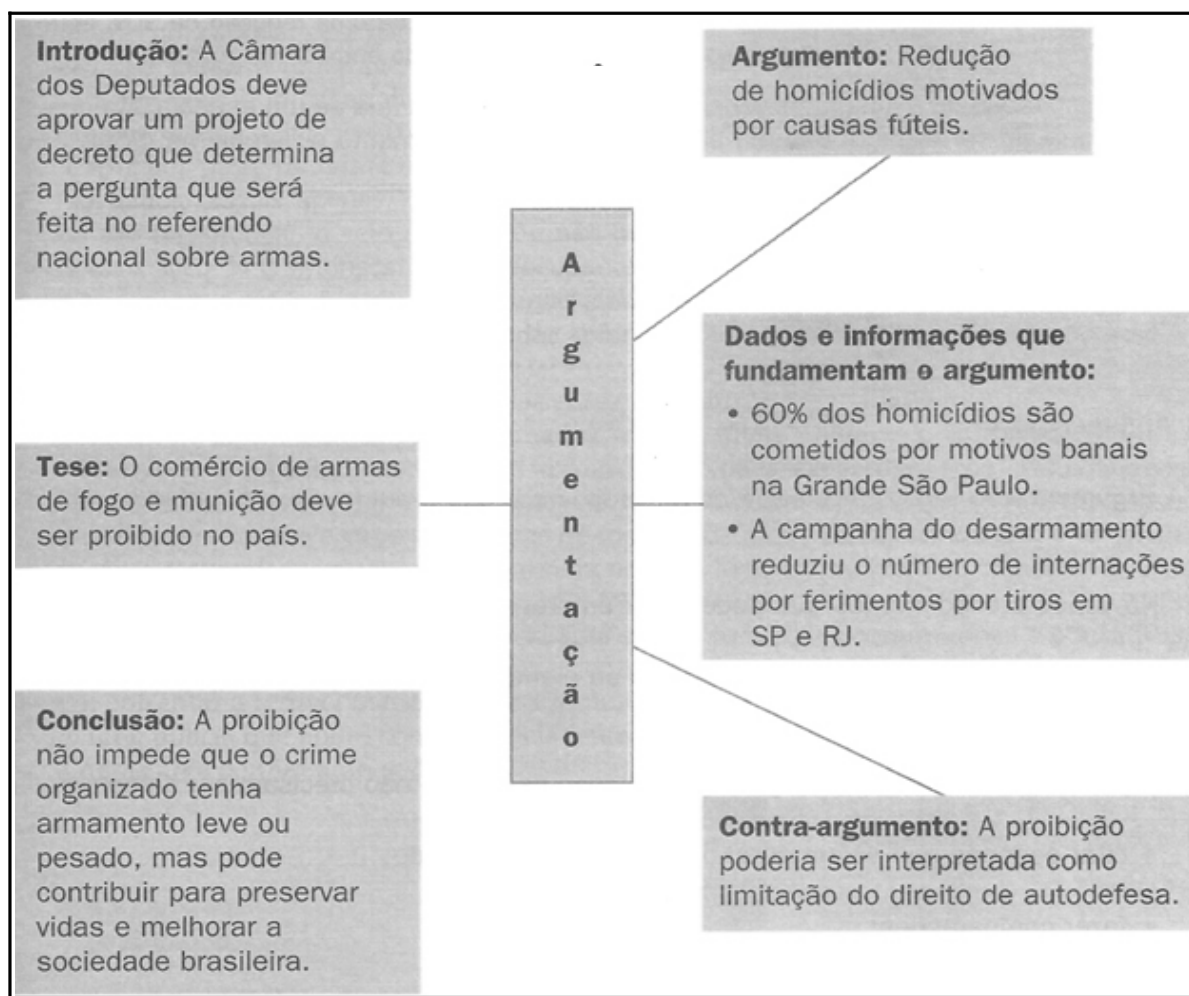 Introdução: A Câmara
dos Deputados deve
aprovar um projeto de
decreto que determina
a pergunta que será
feita no referendo
nacional sobre armas.
Tese: O comércio de armas
de fogo e munição deve
ser proibido no país.
Conclusão: A proibição
não impede que o crime
organizado tenha
armamento leve ou
pesado, mas pode
contribuir para preservar
vidas e melhorar a
sociedade brasileira.
A
r
g
u
m
e
n
t
a
ç
ã
o
Argumento: Redução
de homicídios motivados
por causas fúteis.
Dados e informações que
fundamentam o argumento:
• 60% dos homicídios são
cometidos por motivos banais
na Grande São Paulo.
• A campanha do desarmamento
reduziu o número de internações
por ferimentos por tiros em
SP e RJ.
Contra-argumento: A proibição
poderia ser interpretada como
limitação do direito de autodefesa.